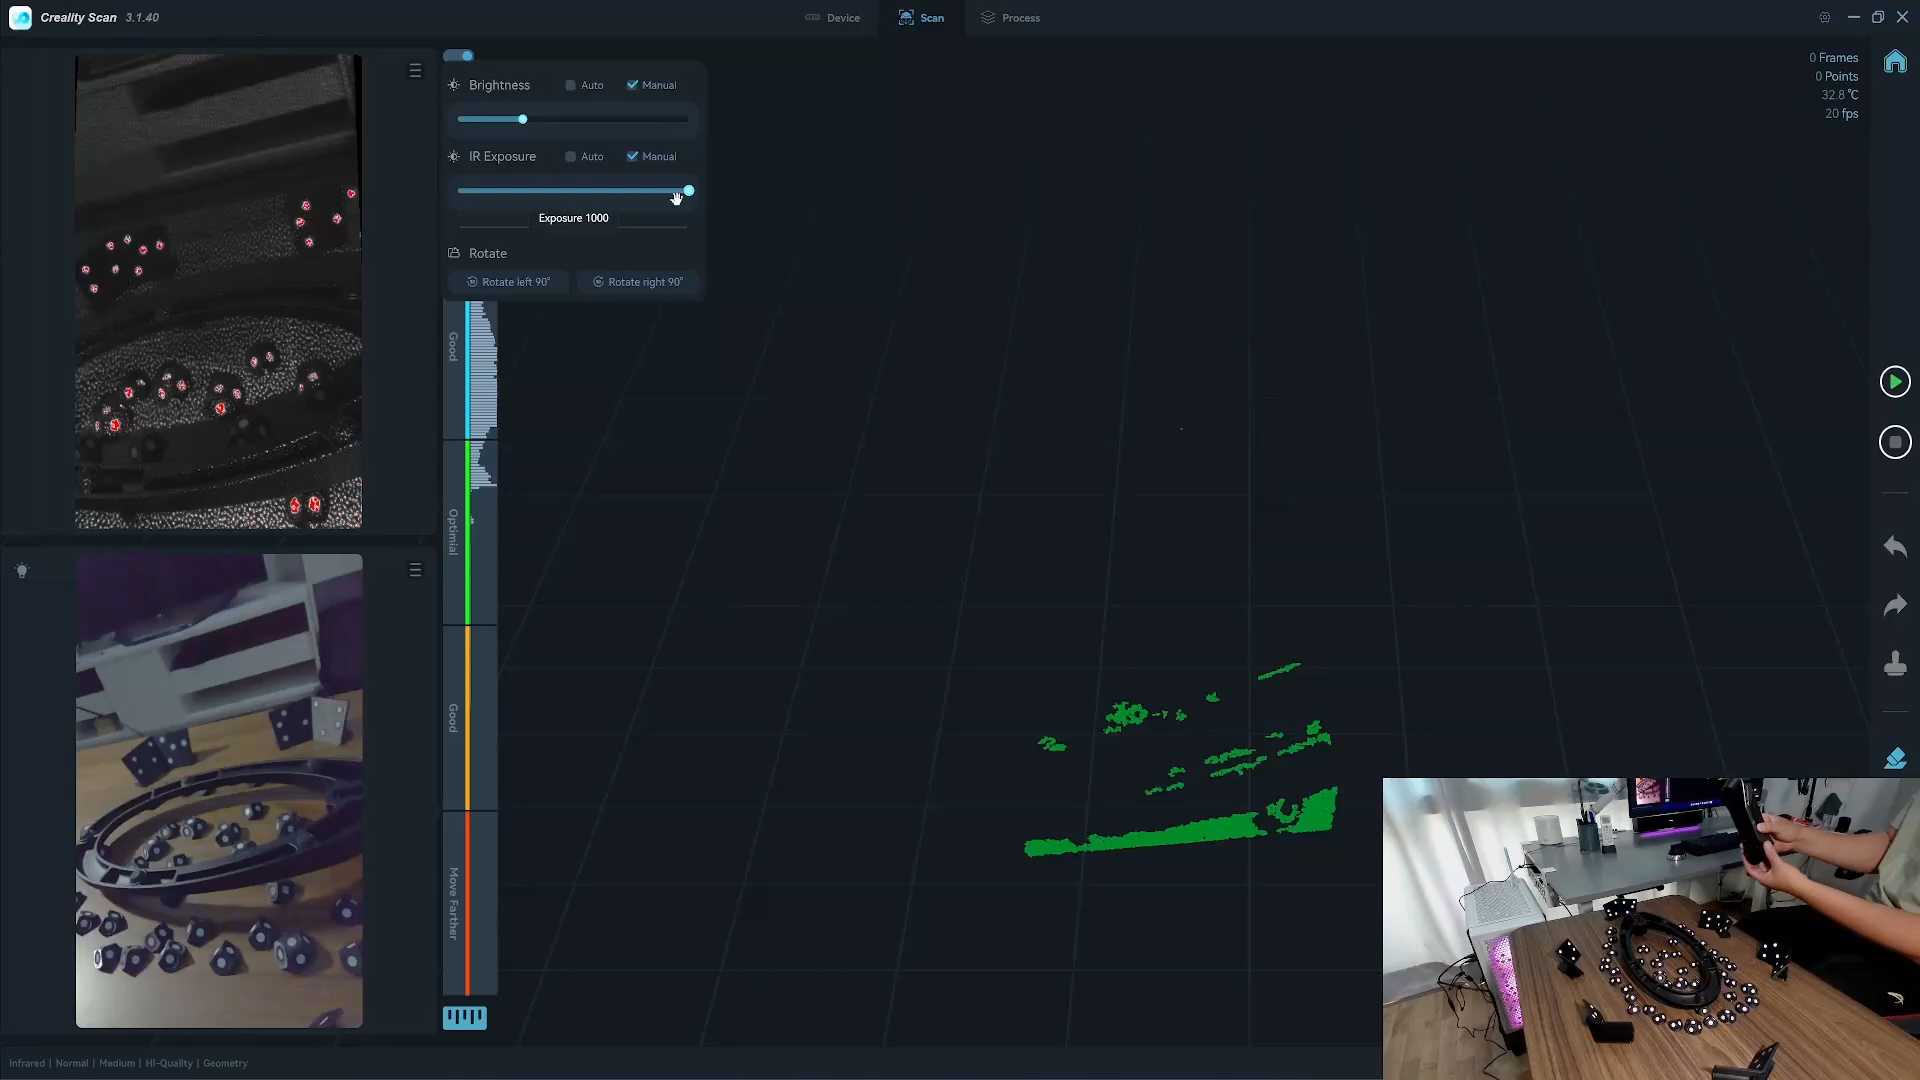 Creality Scan 3.1.40
Device
Scan
Process
0 Frames
0 Points
32.8 ℃
20 fps
Brightness
Auto
Manual
IR Exposure
Auto
Manual
Exposure 1000
Rotate
Rotate left 90°
Rotate right 90°
Good
Optimial
Good
Move Farther
Infrared | Normal | Medium | Hi-Quality | Geometry